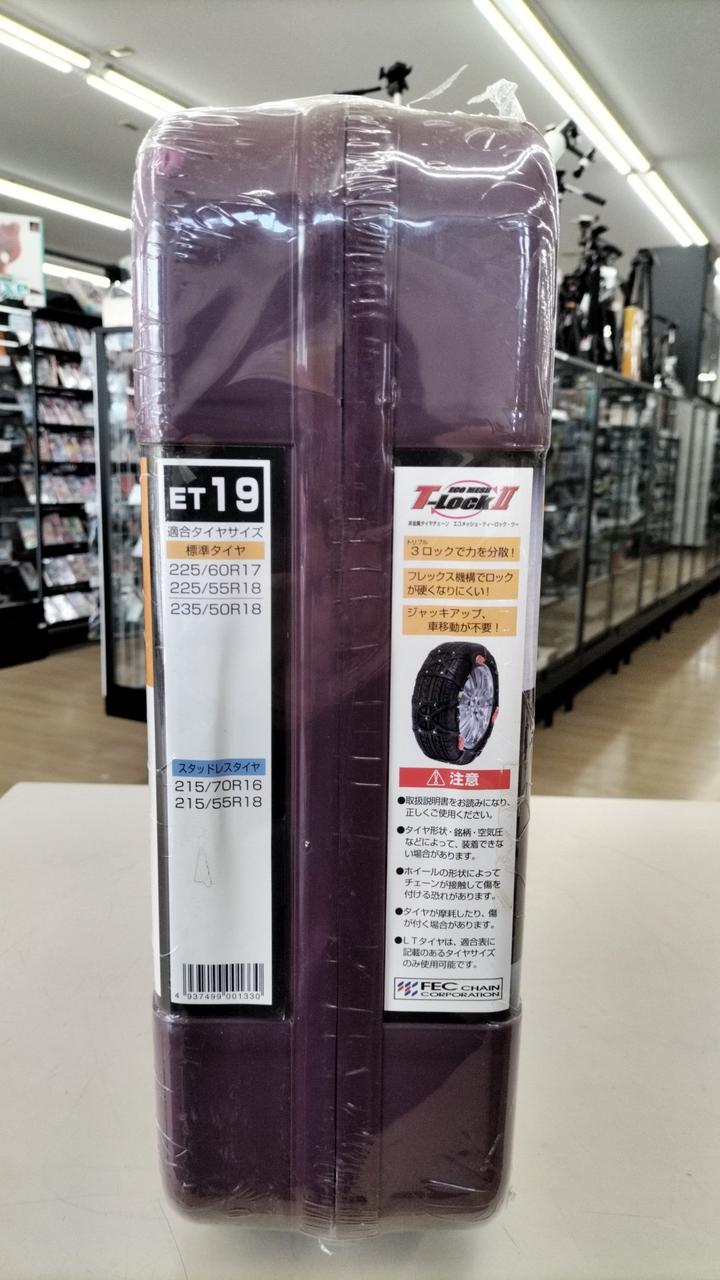 ET19
適合タイヤサイズ
標準タイヤ
225/60R17
225/55R18
235/50R18
スタッドレスタイヤ
215/70R16
215/55R18
4 937499 001330
ECO MESH
T-Lock II
非金属タイヤチェーン エコメッシュ・ティーロック・ツー
トリプル
3ロックで力を分散!
フレックス機構でロック
が硬くなりにくい!
ジャッキアップ、
車移動が不要!
注意
●取扱説明書をお読みになり、
正しくご使用ください。
●タイヤ形状・銘柄・空気圧
などによって、装着できな
い場合があります。
●ホイールの形状によって
チェーンが接触して傷を
付ける恐れがあります。
●タイヤが摩耗したり、傷
が付く場合があります。
●LTタイヤは、適合表に
記載のあるタイヤサイズ
のみ使用可能です。
FEC CHAIN
CORPORATION